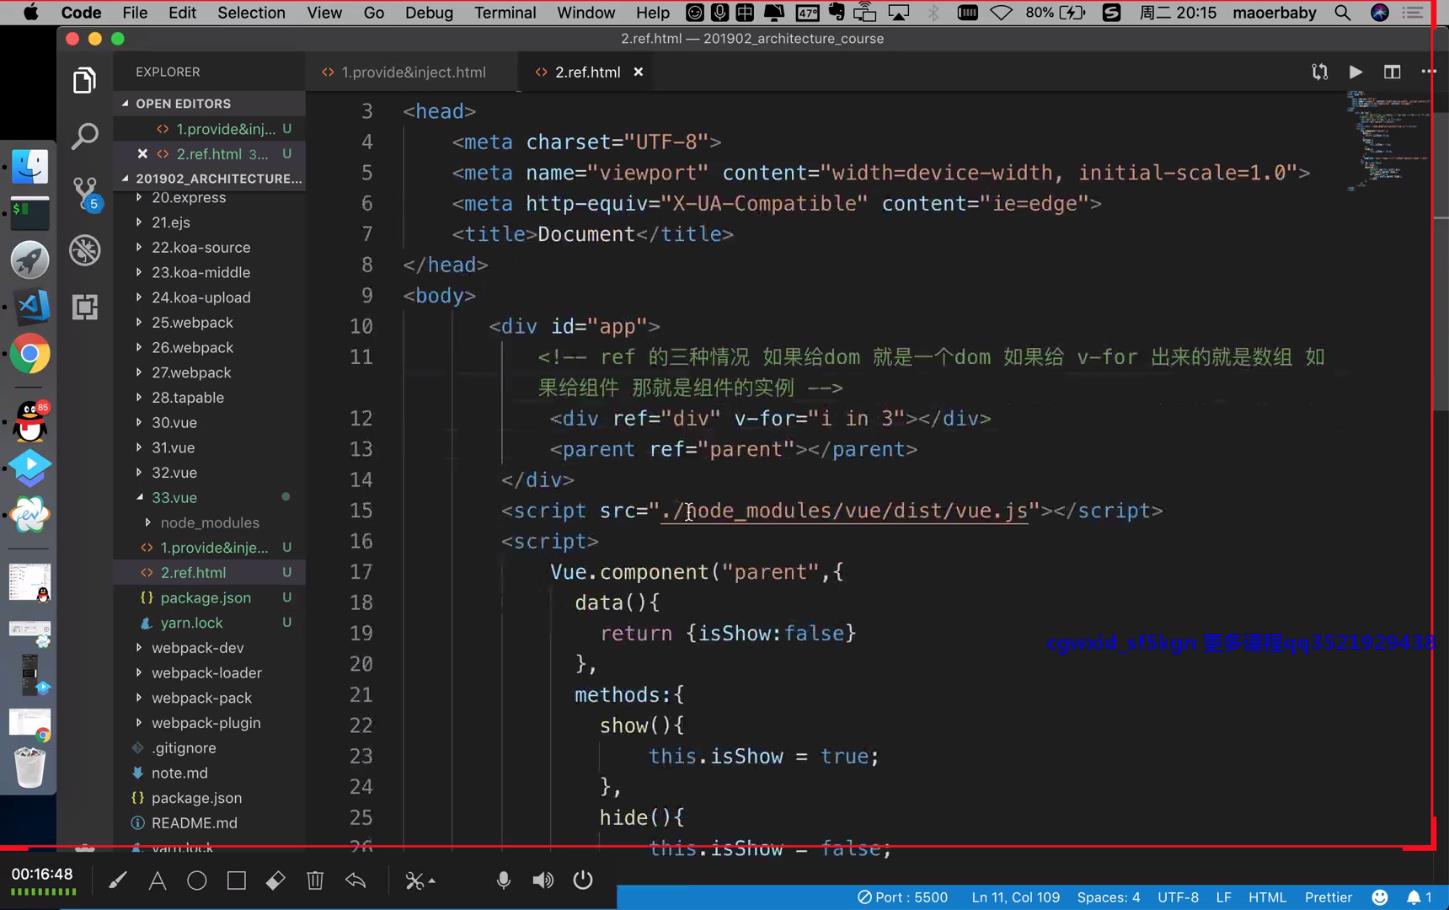 Code File Edit Selection View Go Debug Terminal Window Help 47° 80% 周二 20:15 maoerbaby
2.ref.html — 201902_architecture_course
EXPLORER
1.provide&inject.html
2.ref.html
OPEN EDITORS
1.provide&inj... U
2.ref.html 3... U
201902_ARCHITECTURE...
20.express
21.ejs
22.koa-source
23.koa-middle
24.koa-upload
25.webpack
26.webpack
27.webpack
28.tapable
30.vue
31.vue
32.vue
33.vue
node_modules
1.provide&inje... U
2.ref.html U
package.json U
yarn.lock U
webpack-dev
webpack-loader
webpack-pack
webpack-plugin
.gitignore
note.md
package.json
README.md
yarn.lock
5
85
3 <head>
4 <meta charset="UTF-8">
5 <meta name="viewport" content="width=device-width, initial-scale=1.0">
6 <meta http-equiv="X-UA-Compatible" content="ie=edge">
7 <title>Document</title>
8 </head>
9 <body>
10 <div id="app">
11 <!-- ref 的三种情况 如果给dom 就是一个dom 如果给 v-for 出来的就是数组 如
果给组件 那就是组件的实例 -->
12 <div ref="div" v-for="i in 3"></div>
13 <parent ref="parent"></parent>
14 </div>
15 <script src="./node_modules/vue/dist/vue.js"></script>
16 <script>
17 Vue.component("parent",{
18 data(){
19 return {isShow:false}
20 },
21 methods:{
22 show(){
23 this.isShow = true;
24 },
25 hide(){
26 this.isShow = false;
cgwxid_sf5kgn 更多课程qq3521929438
00:16:48
Port : 5500 Ln 11, Col 109 Spaces: 4 UTF-8 LF HTML Prettier 1